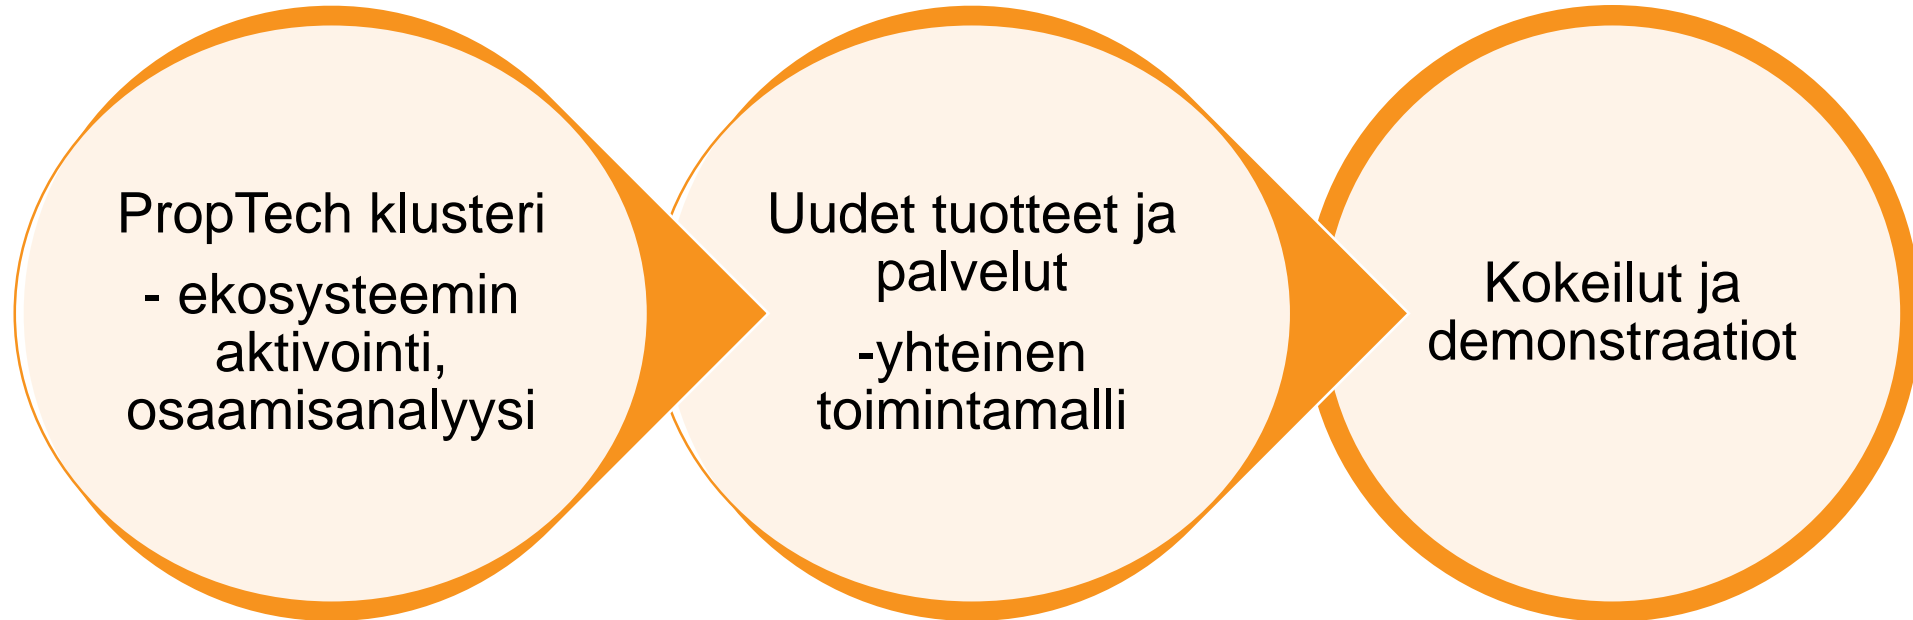 PropTech klusteri
- ekosysteemin
aktivointi,
osaamisanalyysi
Uudet tuotteet ja
palvelut
-yhteinen
toimintamalli
Kokeilut ja
demonstraatiot